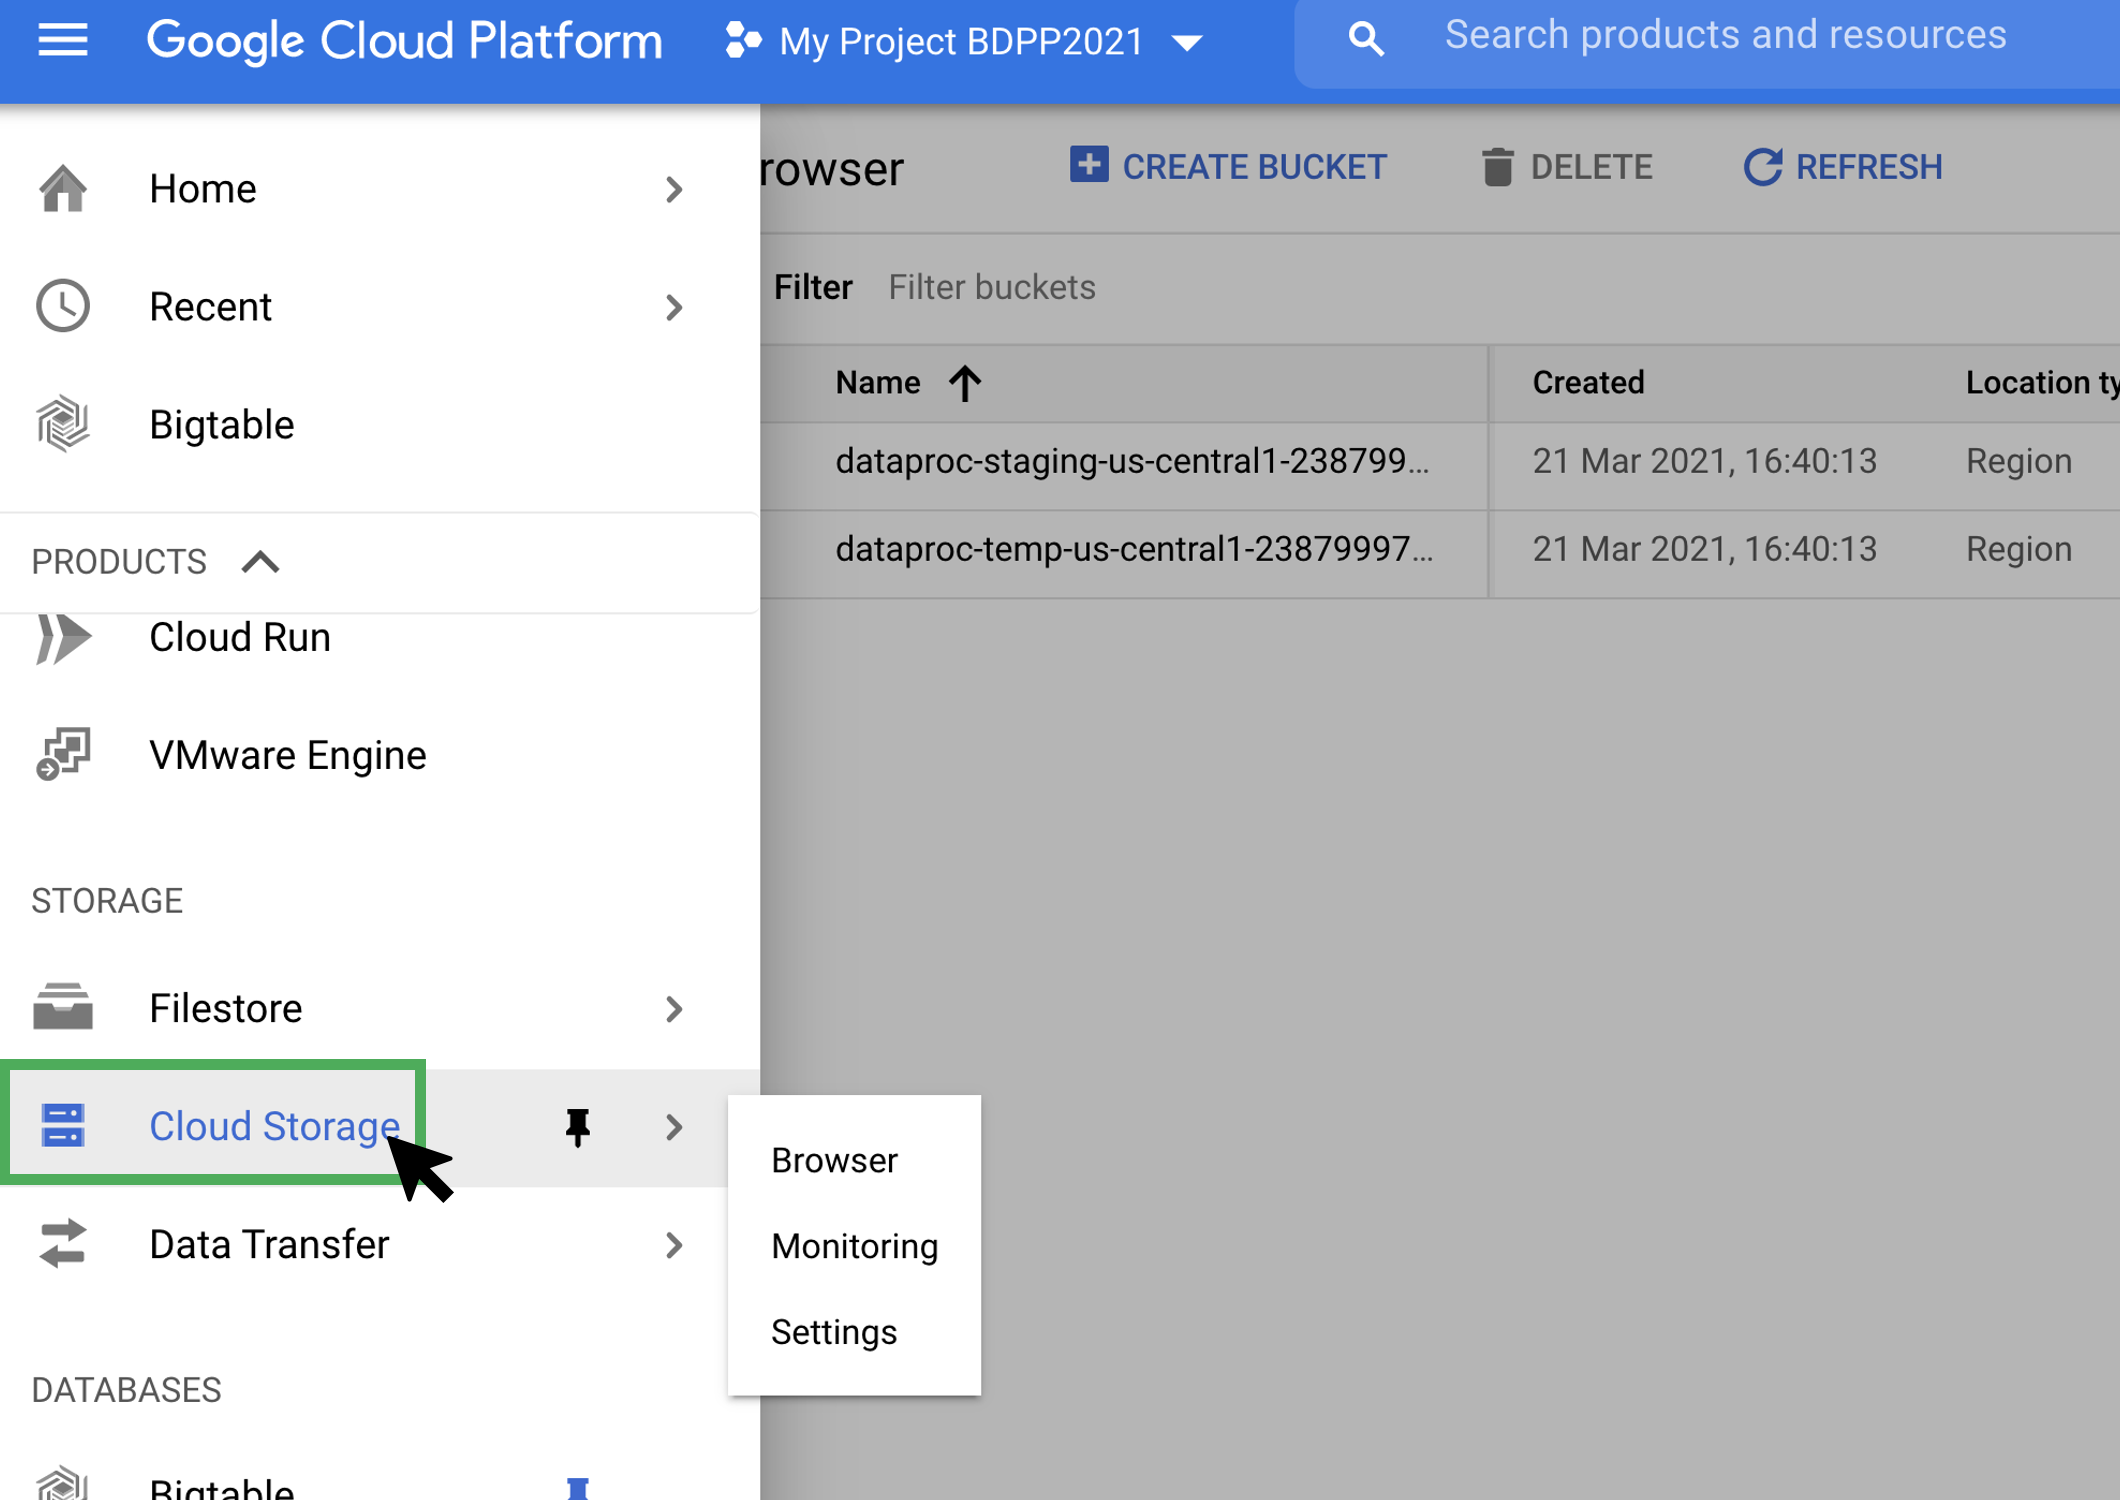 Google Cloud Platform
My Project BDPP2021
Search products and resources
Home
Recent
Bigtable
PRODUCTS
Cloud Run
VMware Engine
STORAGE
Filestore
Cloud Storage
Data Transfer
DATABASES
Bigtable
Browser
Monitoring
Settings
rowser
CREATE BUCKET
DELETE
REFRESH
Filter Filter buckets
Name Created Location ty
dataproc-staging-us-central1-238799... 21 Mar 2021, 16:40:13 Region
dataproc-temp-us-central1-23879997... 21 Mar 2021, 16:40:13 Region